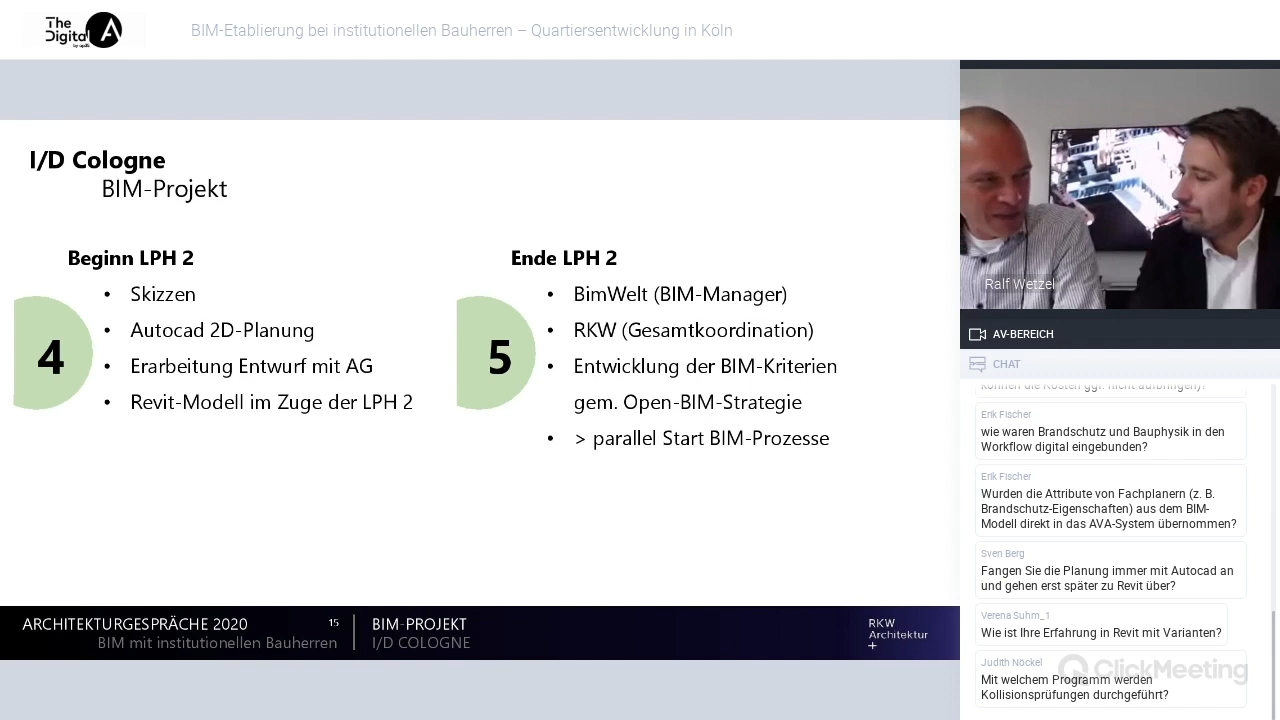 The
Digital
A
BIM-Etablierung bei institutionellen Bauherren – Quartiersentwicklung in Köln
I/D Cologne
BIM-Projekt
Beginn LPH 2
4
• Skizzen
• Autocad 2D-Planung
• Erarbeitung Entwurf mit AG
• Revit-Modell im Zuge der LPH 2
Ende LPH 2
5
• BimWelt (BIM-Manager)
• RKW (Gesamtkoordination)
• Entwicklung der BIM-Kriterien
gem. Open-BIM-Strategie
• > parallel Start BIM-Prozesse
ARCHITEKTURGESPRÄCHE 2020
15
BIM mit institutionellen Bauherren
BIM-PROJEKT
I/D COLOGNE
RKW
Architektur
+
Ralf Wetzel
AV-BEREICH
CHAT
können die Kosten ggf. nicht aufbringen)?
Erik Fischer
wie waren Brandschutz und Bauphysik in den
Workflow digital eingebunden?
Erik Fischer
Wurden die Attribute von Fachplanern (z. B.
Brandschutz-Eigenschaften) aus dem BIM-
Modell direkt in das AVA-System übernommen?
Sven Berg
Fangen Sie die Planung immer mit Autocad an
und gehen erst später zu Revit über?
Verena Suhm_1
Wie ist Ihre Erfahrung in Revit mit Varianten?
Judith Nöckel
Mit welchem Programm werden
Kollisionsprüfungen durchgeführt?
ClickMeeting